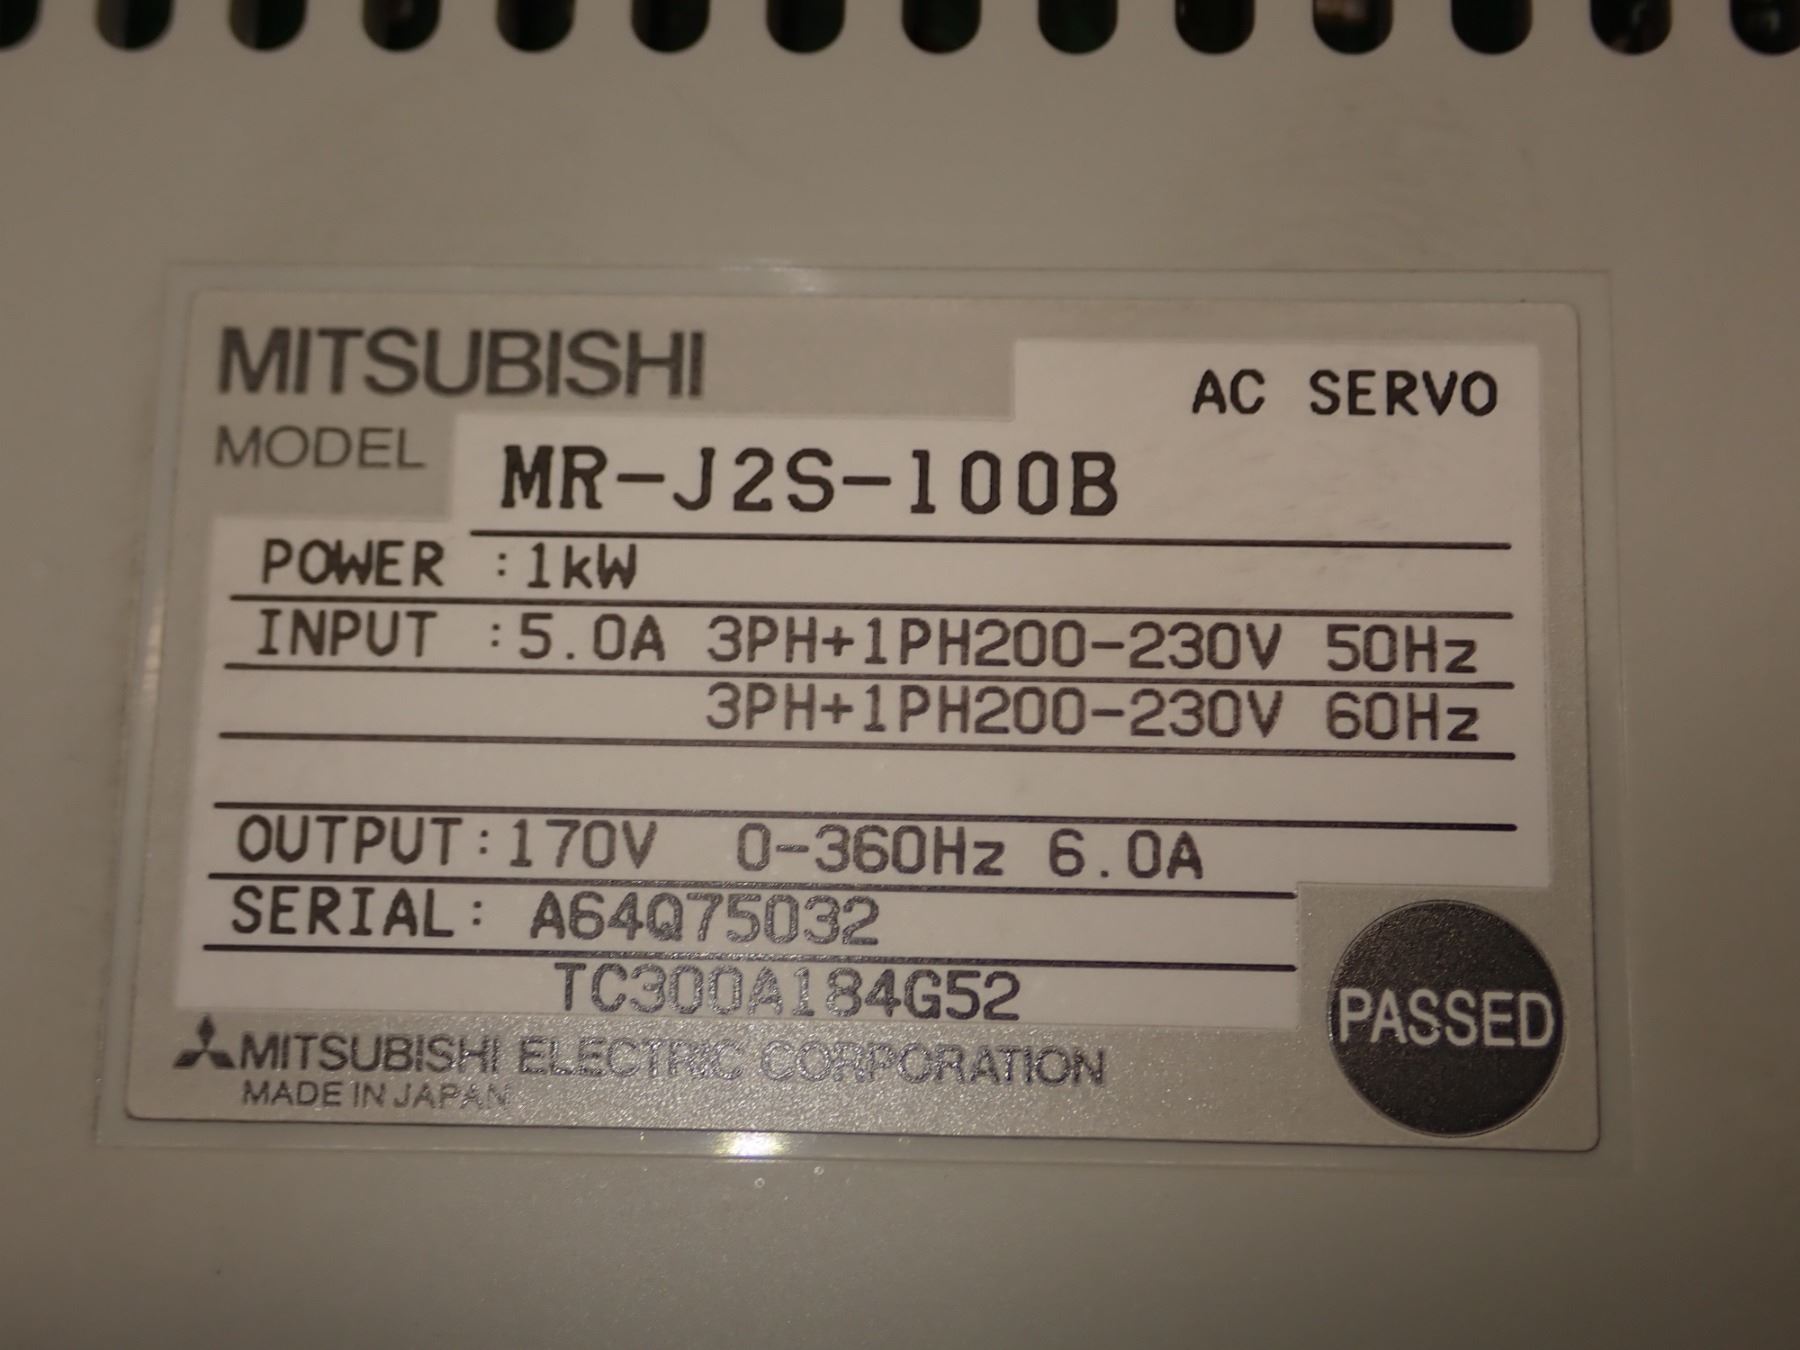 MITSUBISHI
AC SERVO
MODEL MR-J2S-100B
POWER :1kW
INPUT :5.0A 3PH+1PH200-230V 50Hz
3PH+1PH200-230V 60Hz
OUTPUT:170V 0-360Hz 6.0A
SERIAL: A64Q75032
TC300A184G52
PASSED
MITSUBISHI ELECTRIC CORPORATION
MADE IN JAPAN